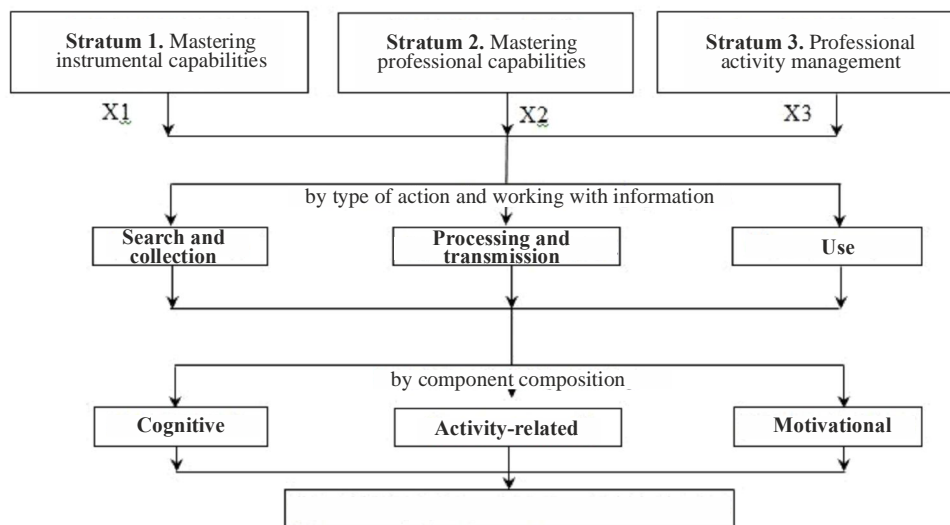 Stratum 1. Mastering
instrumental capabilities
Stratum 2. Mastering
professional capabilities
Stratum 3. Professional
activity management
X1
X2
X3
by type of action and working with information
Search and
collection
Processing and
transmission
Use
by component composition
Cognitive
Activity-related
Motivational